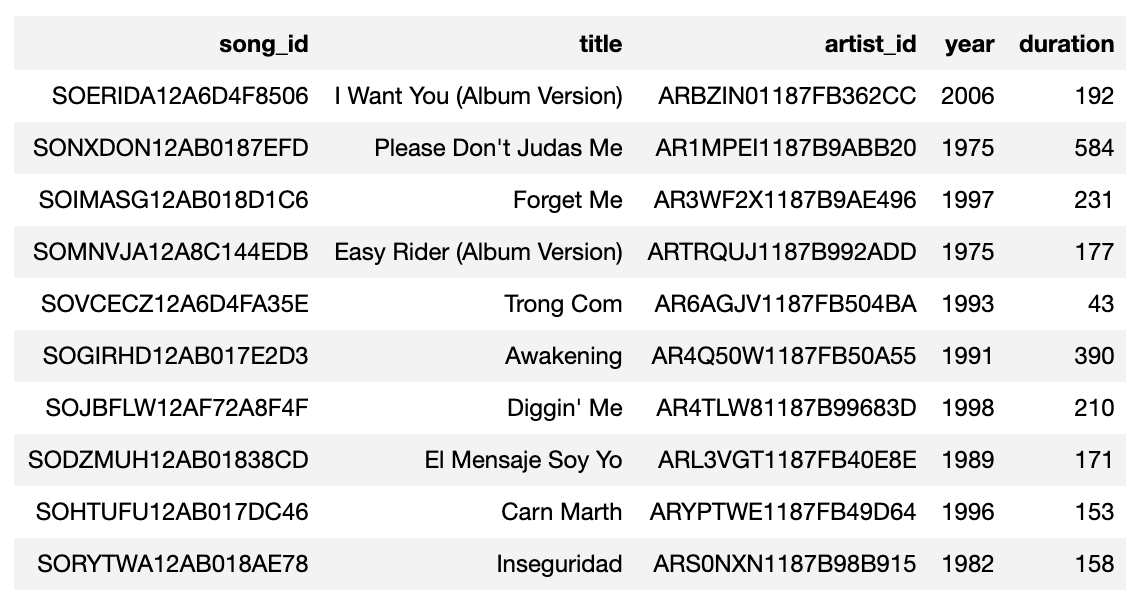 song_id title artist_id year duration
SOERIDA12A6D4F8506 I Want You (Album Version) ARBZIN01187FB362CC 2006 192
SONXDON12AB0187EFD Please Don't Judas Me AR1MPEI1187B9ABB20 1975 584
SOIMASG12AB018D1C6 Forget Me AR3WF2X1187B9AE496 1997 231
SOMNVJA12A8C144EDB Easy Rider (Album Version) ARTRQUJ1187B992ADD 1975 177
SOVCECZ12A6D4FA35E Trong Com AR6AGJV1187FB504BA 1993 43
SOGIRHD12AB017E2D3 Awakening AR4Q50W1187FB50A55 1991 390
SOJBFLW12AF72A8F4F Diggin' Me AR4TLW81187B99683D 1998 210
SODZMUH12AB01838CD El Mensaje Soy Yo ARL3VGT1187FB40E8E 1989 171
SOHTUFU12AB017DC46 Carn Marth ARYPTWE1187FB49D64 1996 153
SORYTWA12AB018AE78 Inseguridad ARS0NXN1187B98B915 1982 158